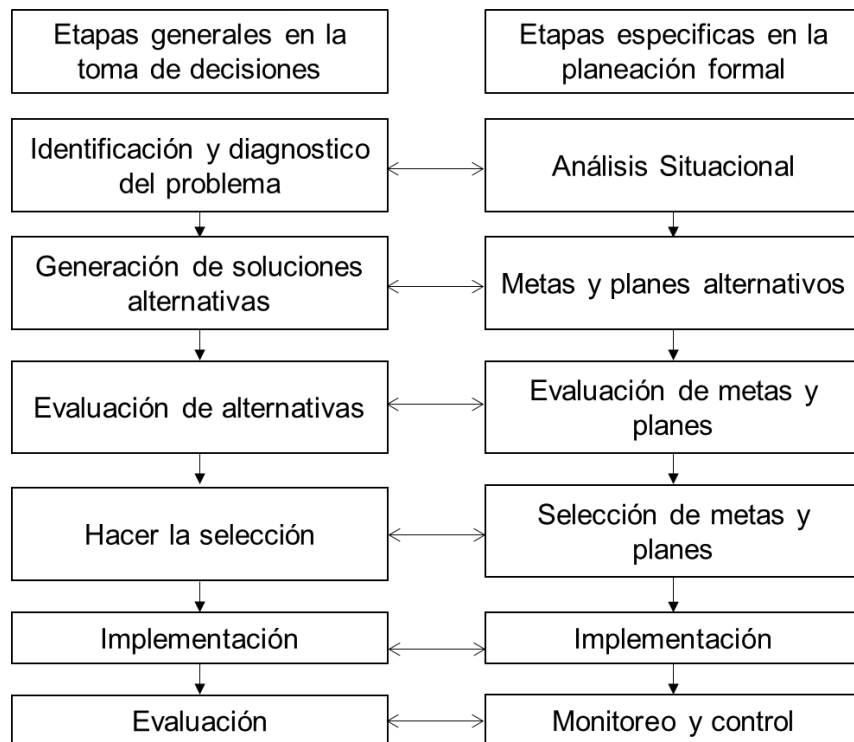 Etapas generales en la
toma de decisiones
Etapas especificas en la
planeación formal
Identificación y diagnostico
del problema
Análisis Situacional
Generación de soluciones
alternativas
Metas y planes alternativos
Evaluación de alternativas
Evaluación de metas y
planes
Hacer la selección
Selección de metas y
planes
Implementación
Implementación
Evaluación
Monitoreo y control